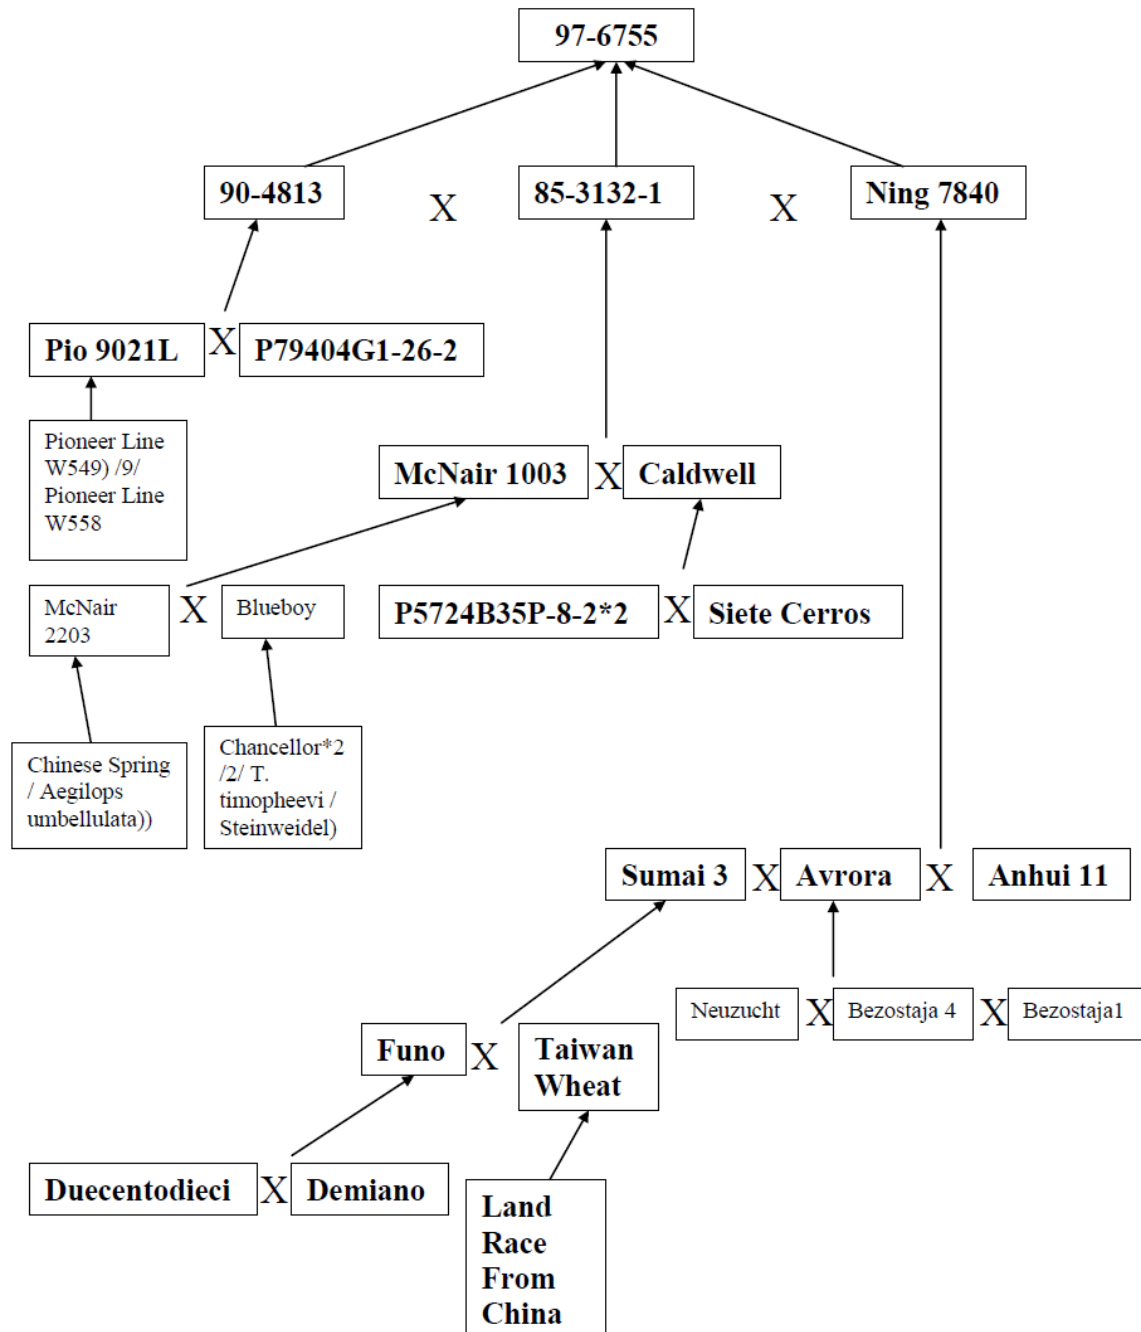 97-6755
90-4813
X
85-3132-1
X
Ning 7840
Pio 9021L
X
P79404G1-26-2
Pioneer Line
W549) /9/
Pioneer Line
W558
McNair 1003
X
Caldwell
McNair
2203
X
Blueboy
P5724B35P-8-2*2
X
Siete Cerros
Chinese Spring
/ Aegilops
umbellulata))
Chancellor*2
/2/ T.
timopheevi /
Steinweidel)
Sumai 3
X
Avrora
X
Anhui 11
Neuzucht
X
Bezostaja 4
X
Bezostaja1
Funo
X
Taiwan
Wheat
Duecentodieci
X
Demiano
Land
Race
From
China